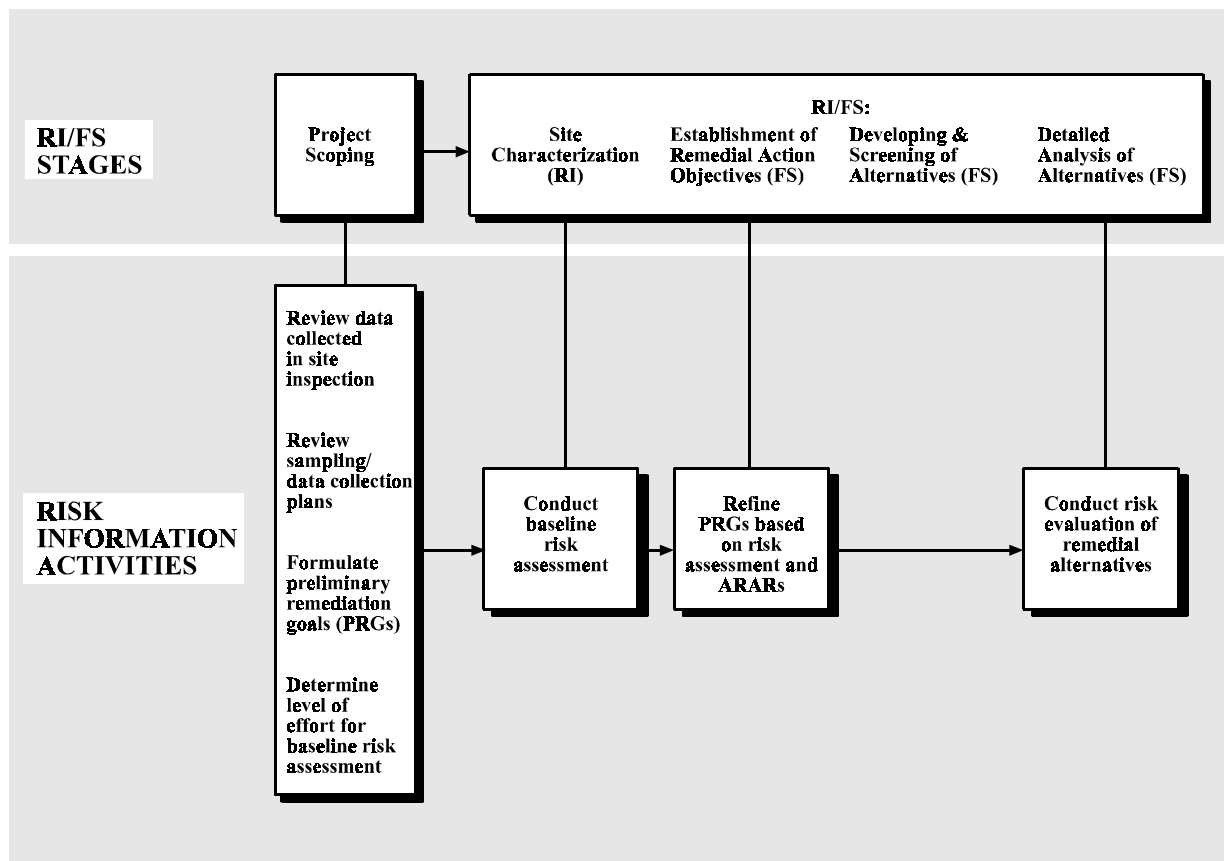 RI/FS
STAGES
Project
Scoping
RI/FS:
Site
Characterization
(RI)
Establishment of
Remedial Action
Objectives (FS)
Developing &
Screening of
Alternatives (FS)
Detailed
Analysis of
Alternatives (FS)
RISK
INFORMATION
ACTIVITIES
Review data
collected
in site
inspection
Review
sampling/
data collection
plans
Formulate
preliminary
remediation
goals (PRGs)
Determine
level of
effort for
baseline risk
assessment
Conduct
baseline
risk
assessment
Refine
PRGs based
on risk
assessment and
ARARs
Conduct risk
evaluation of
remedial
alternatives